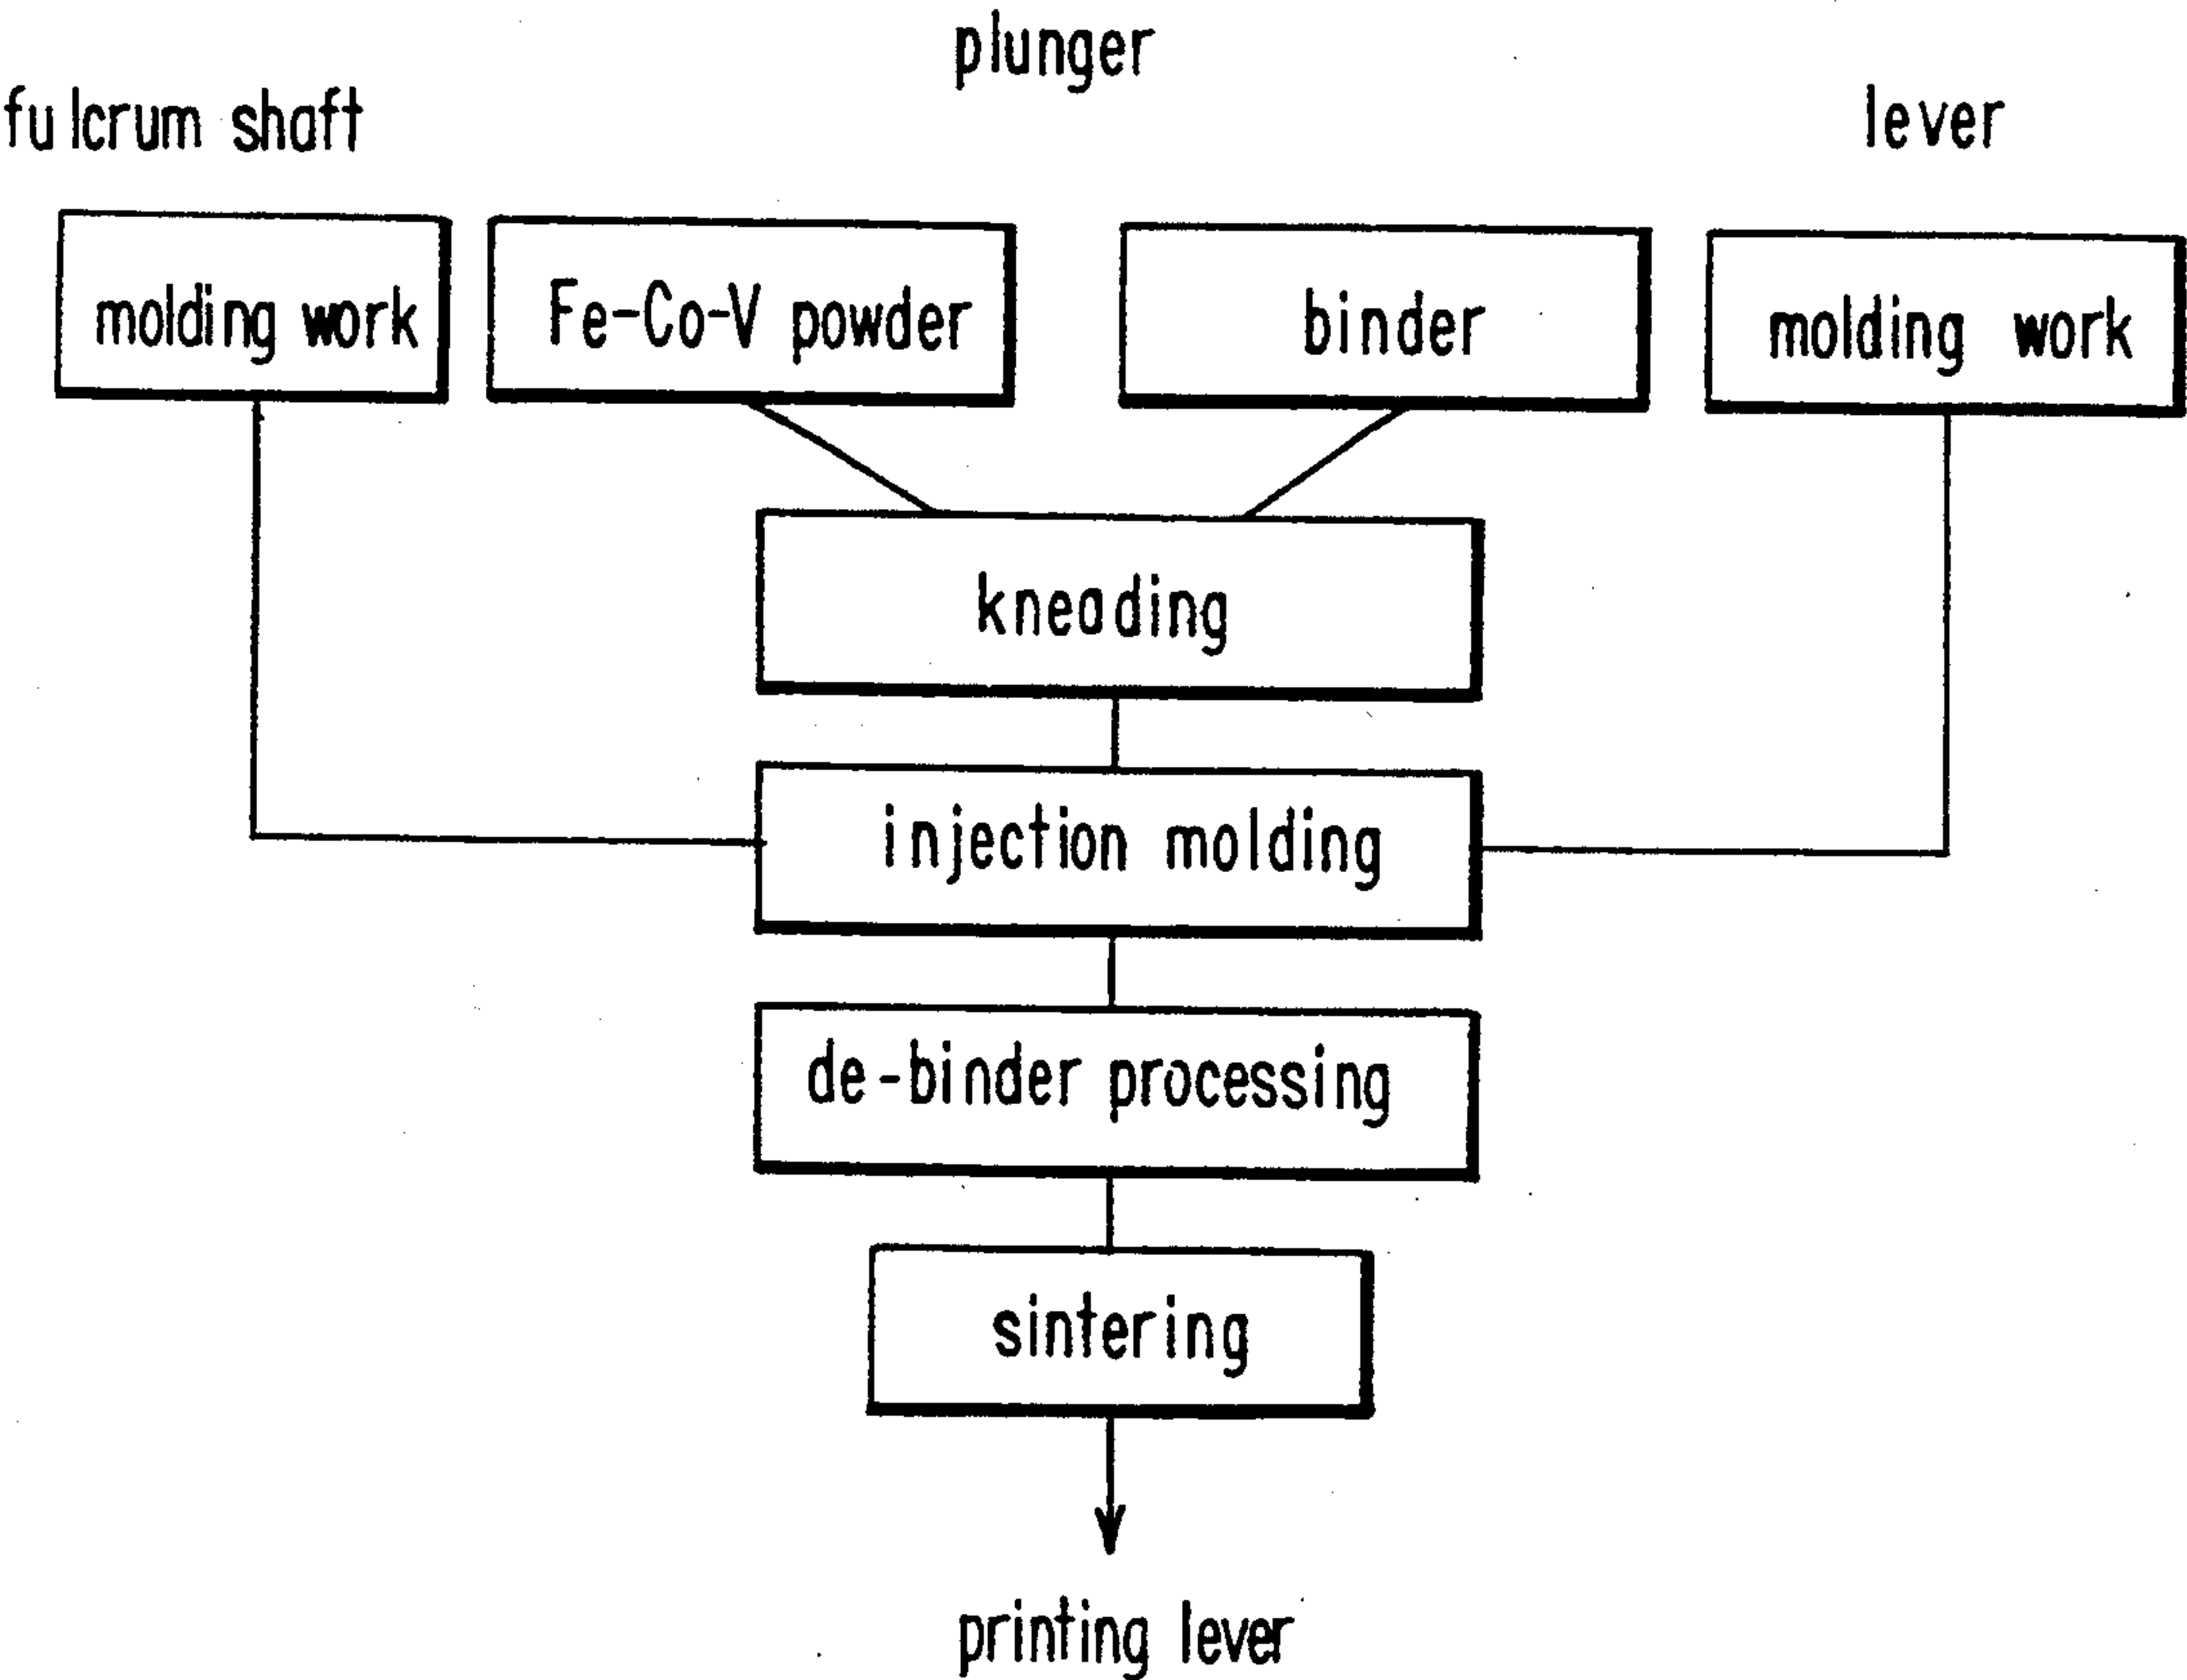 plunger
fulcrum shaft
lever
molding work
Fe-Co-V powder
binder
molding work
kneading
injection molding
de-binder processing
sintering
printing lever